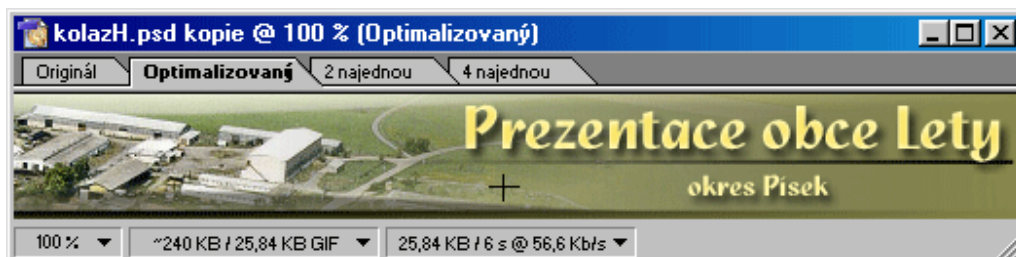 kolazH.psd kopie @ 100 % (Optimalizovaný)
Originál Optimalizovaný 2 najednou 4 najednou
Prezentace obce Lety
okres Písek
100 % ~240 KB / 25,84 KB GIF 25,84 KB / 6 s @ 56,6 Kb/s